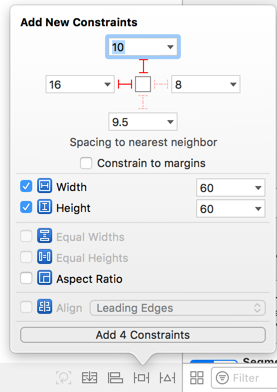 Add New Constraints
10
16 8
9.5
Spacing to nearest neighbor
Constrain to margins
Width 60
Height 60
Equal Widths
Equal Heights
Aspect Ratio
Align Leading Edges
Add 4 Constraints
Filter